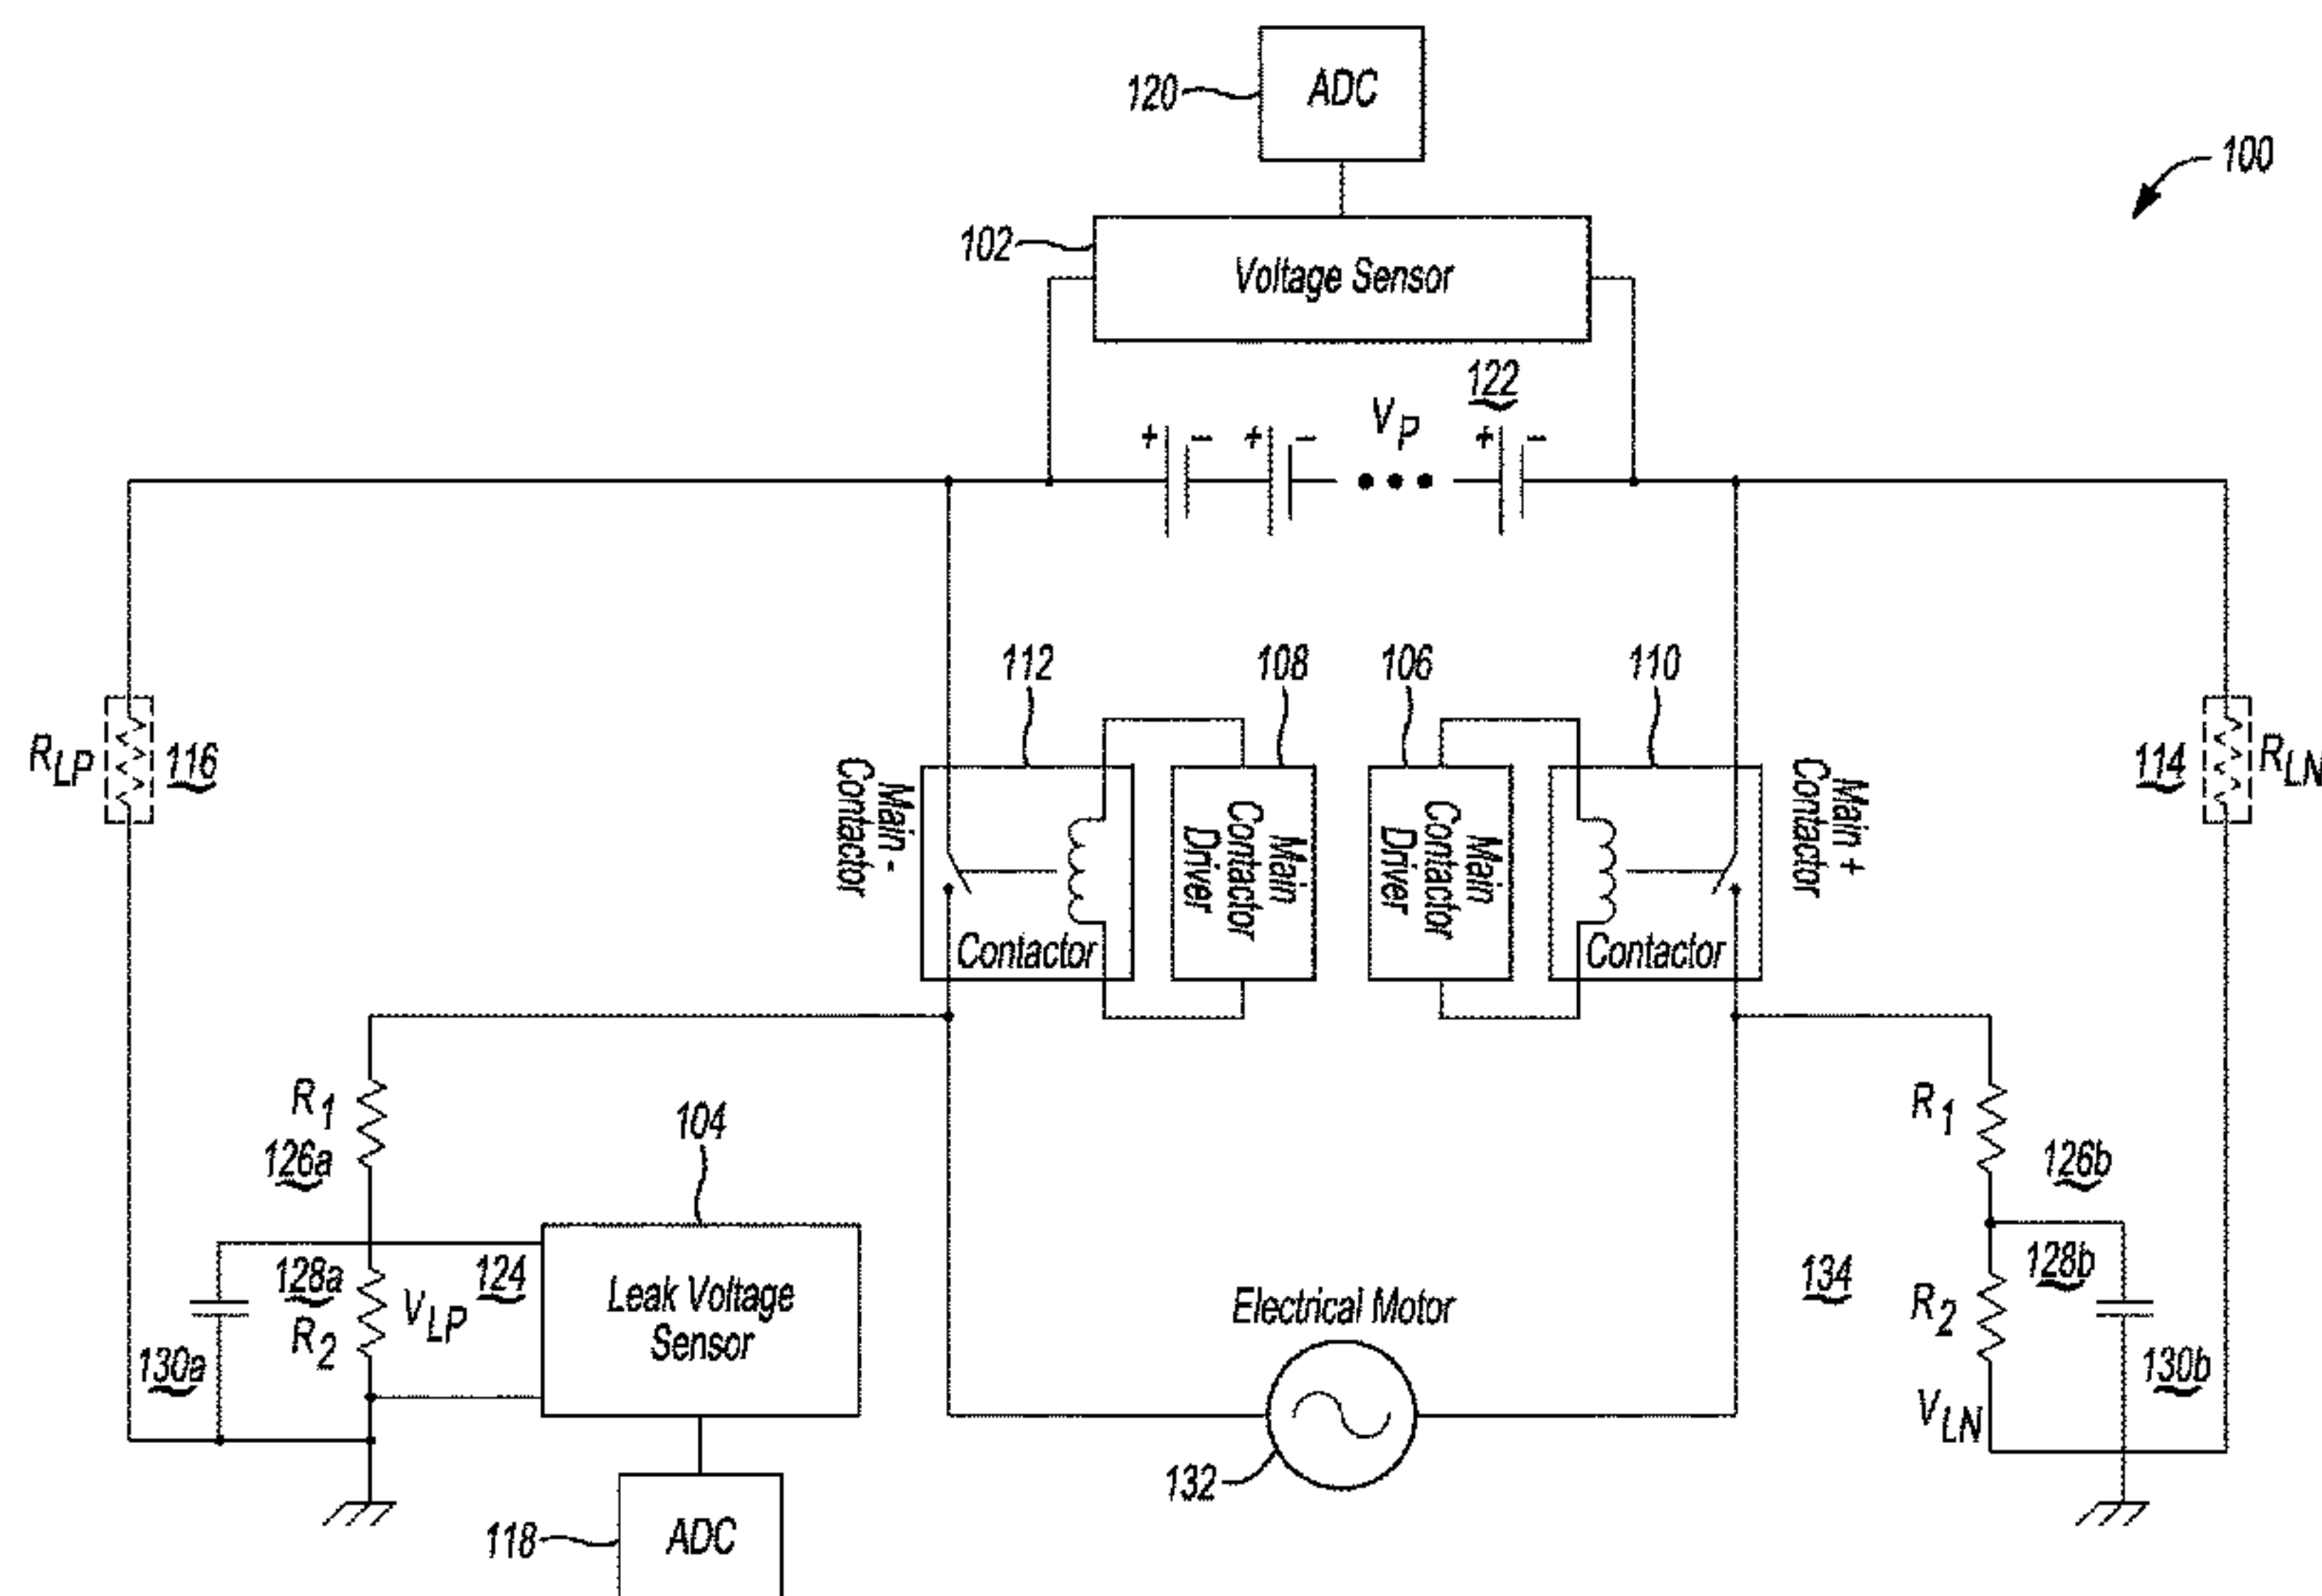 ADC
120
100
102
Voltage Sensor
122
VP
+ - + - + -
112
108
106
110
RLP
116
114
RLN
Main -
Contactor
Main
Contactor
Driver
Main
Contactor
Driver
Main +
Contactor
Contactor
Contactor
R1
126a
104
R1
126b
128a
124
Leak Voltage
Sensor
VLP
R2
130a
Electrical Motor
134
128b
R2
130b
VLN
132
118
ADC